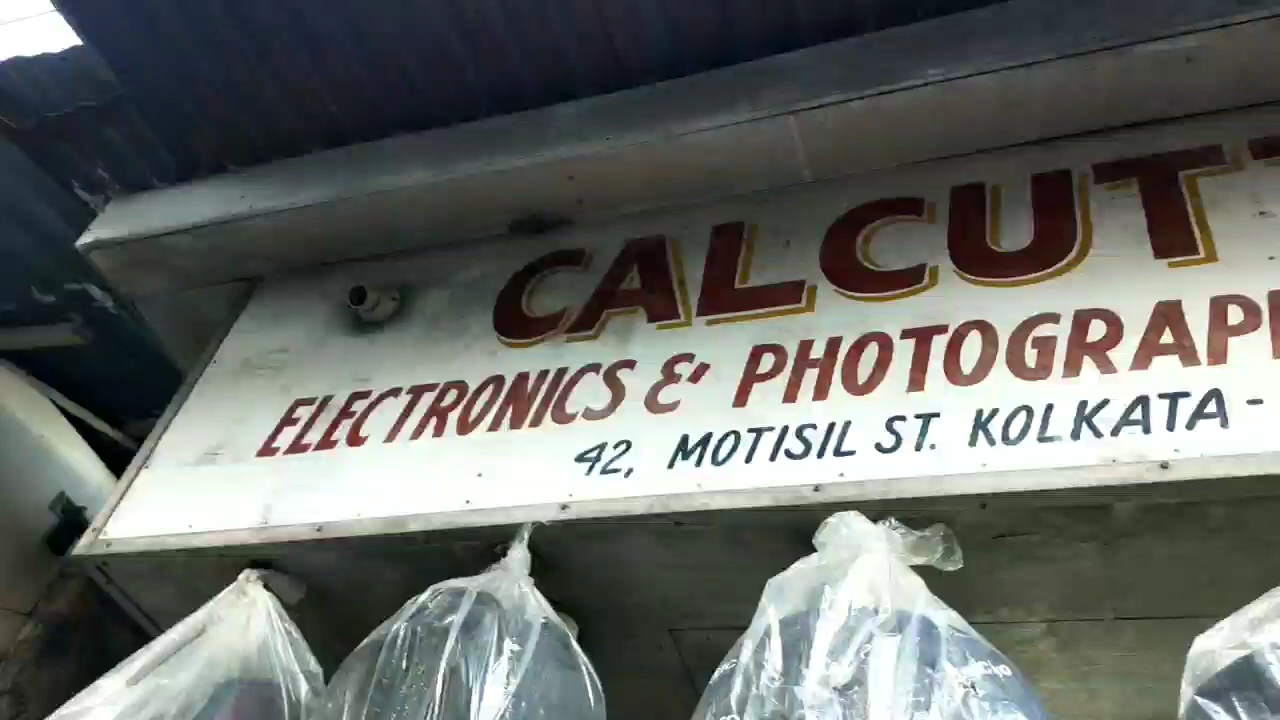 CALCUT
ELECTRONICS & PHOTOGRAP
42, MOTISIL ST. KOLKATA -